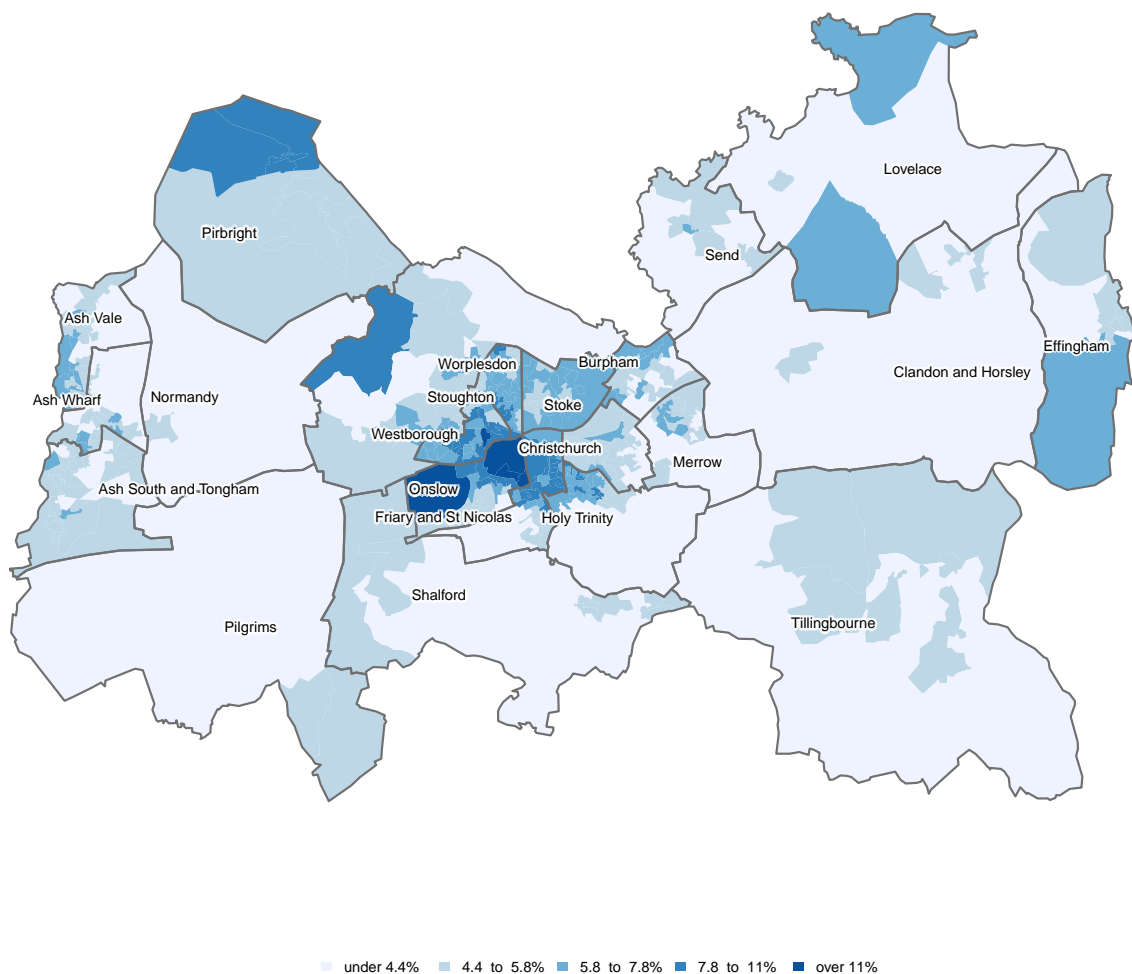 Lovelace
Pirbright
Send
Ash Vale
Effingham
Worplesdon
Burpham
Clandon and Horsley
Ash Wharf
Normandy
Stoughton
Stoke
Westborough
Christchurch
Merrow
Ash South and Tongham
Onslow
Friary and St Nicolas
Holy Trinity
Shalford
Pilgrims
Tillingbourne
under 4.4%
4.4 to 5.8%
5.8 to 7.8%
7.8 to 11%
over 11%